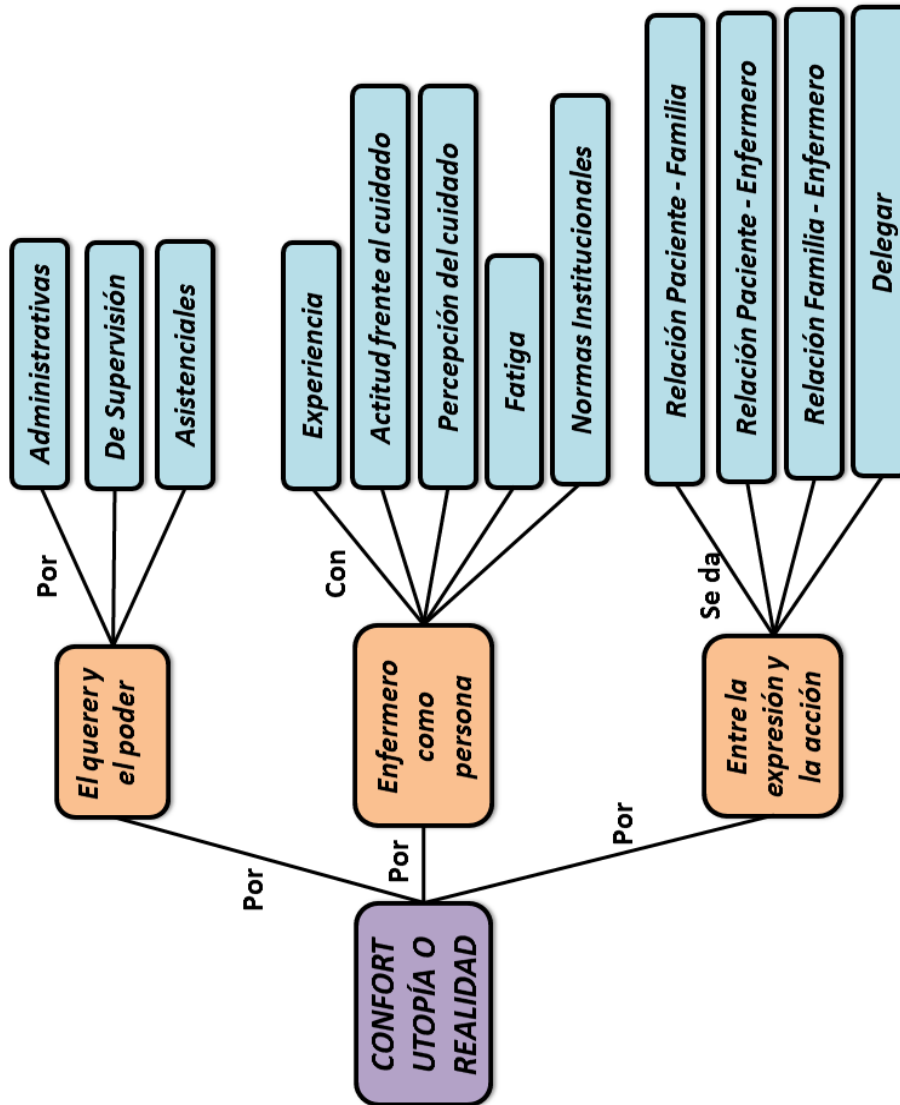 CONFORT
UTOPÍA O
REALIDAD
Por
Por
Por
El querer y
el poder
Por
Administrativas
De Supervisión
Asistenciales
Enfermero
como
persona
Con
Experiencia
Actitud frente al cuidado
Percepción del cuidado
Fatiga
Normas Institucionales
Entre la
expresión y
la acción
Se da
Relación Paciente - Familia
Relación Paciente - Enfermero
Relación Familia - Enfermero
Delegar